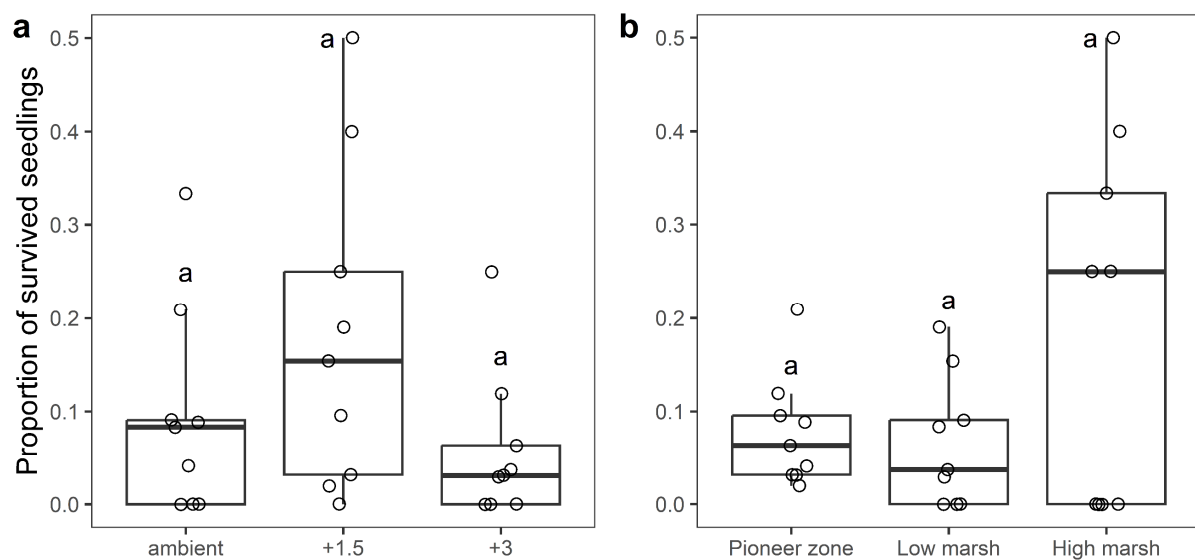 a
Proportion of survived seedlings
0.5
0.4
0.3
0.2
0.1
0.0
a
a
a
ambient
+1.5
+3
b
0.5
0.4
0.3
0.2
0.1
0.0
a
a
a
Pioneer zone
Low marsh
High marsh